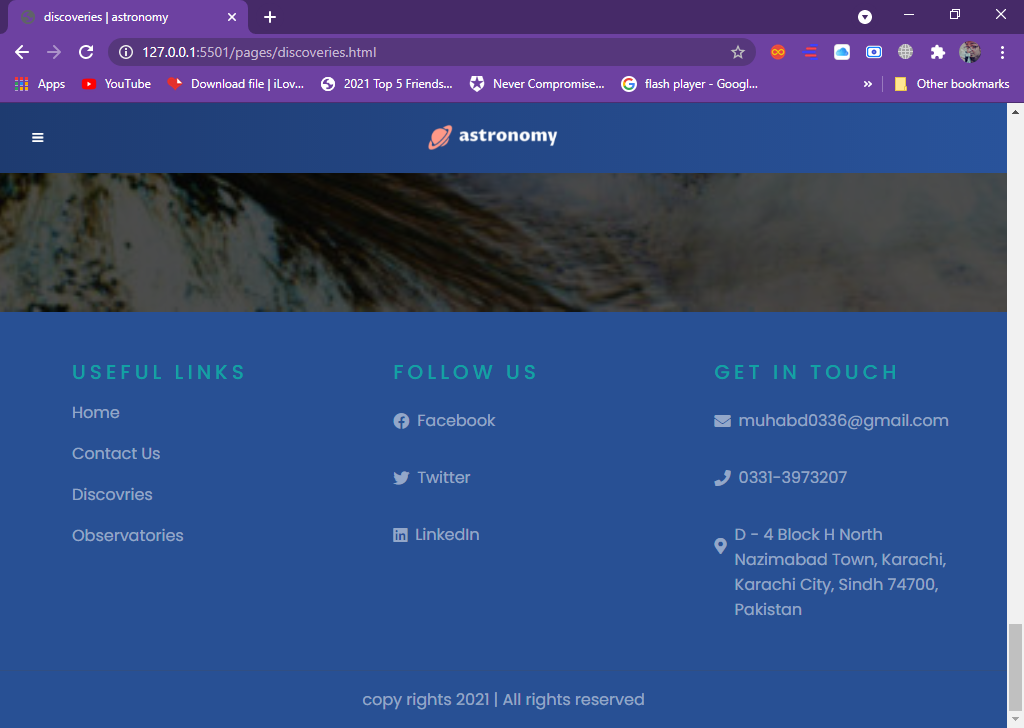 discoveries | astronomy
127.0.0.1:5501/pages/discoveries.html
Apps
YouTube
Download file | iLov...
2021 Top 5 Friends...
Never Compromise...
flash player - Googl...
»
Other bookmarks
astronomy
USEFUL LINKS
Home
Contact Us
Discovries
Observatories
FOLLOW US
Facebook
Twitter
LinkedIn
GET IN TOUCH
muhabd0336@gmail.com
0331-3973207
D - 4 Block H North
Nazimabad Town, Karachi,
Karachi City, Sindh 74700,
Pakistan
copy rights 2021 | All rights reserved